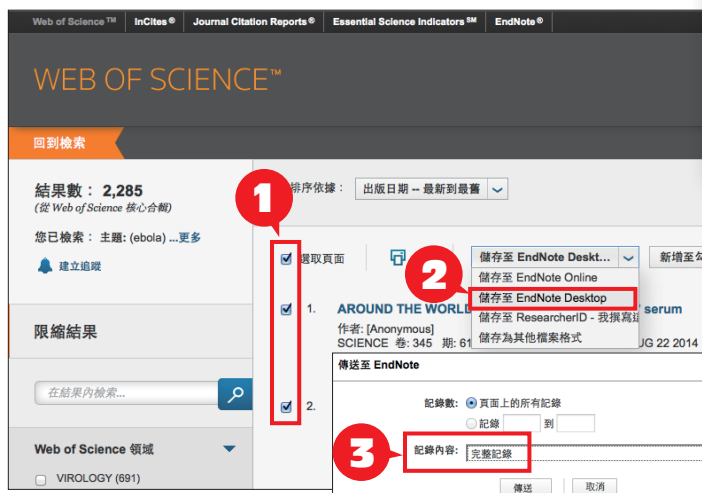 Web of Science™ InCites® Journal Citation Reports® Essential Science Indicators℠ EndNote®
WEB OF SCIENCE™
回到檢索
結果數： 2,285
(從 Web of Science 核心合輯)
您已檢索： 主題: (ebola) ...更多
建立追蹤
限縮結果
在結果內檢索...
Web of Science 領域
VIROLOGY (691)
1
排序依據： 出版日期 -- 最新到最舊
選取頁面
2
儲存至 EndNote Deskt...
新增至
儲存至 EndNote Online
儲存至 EndNote Desktop
儲存至 ResearcherID - 我撰寫
儲存為其他檔案格式
1. AROUND THE WORLD serum
作者: [Anonymous]
SCIENCE 卷: 345 期: 61 UG 22 2014
2.
傳送至 EndNote
記錄數: 頁面上的所有記錄
記錄 到
3
記錄內容: 完整記錄
傳送 取消